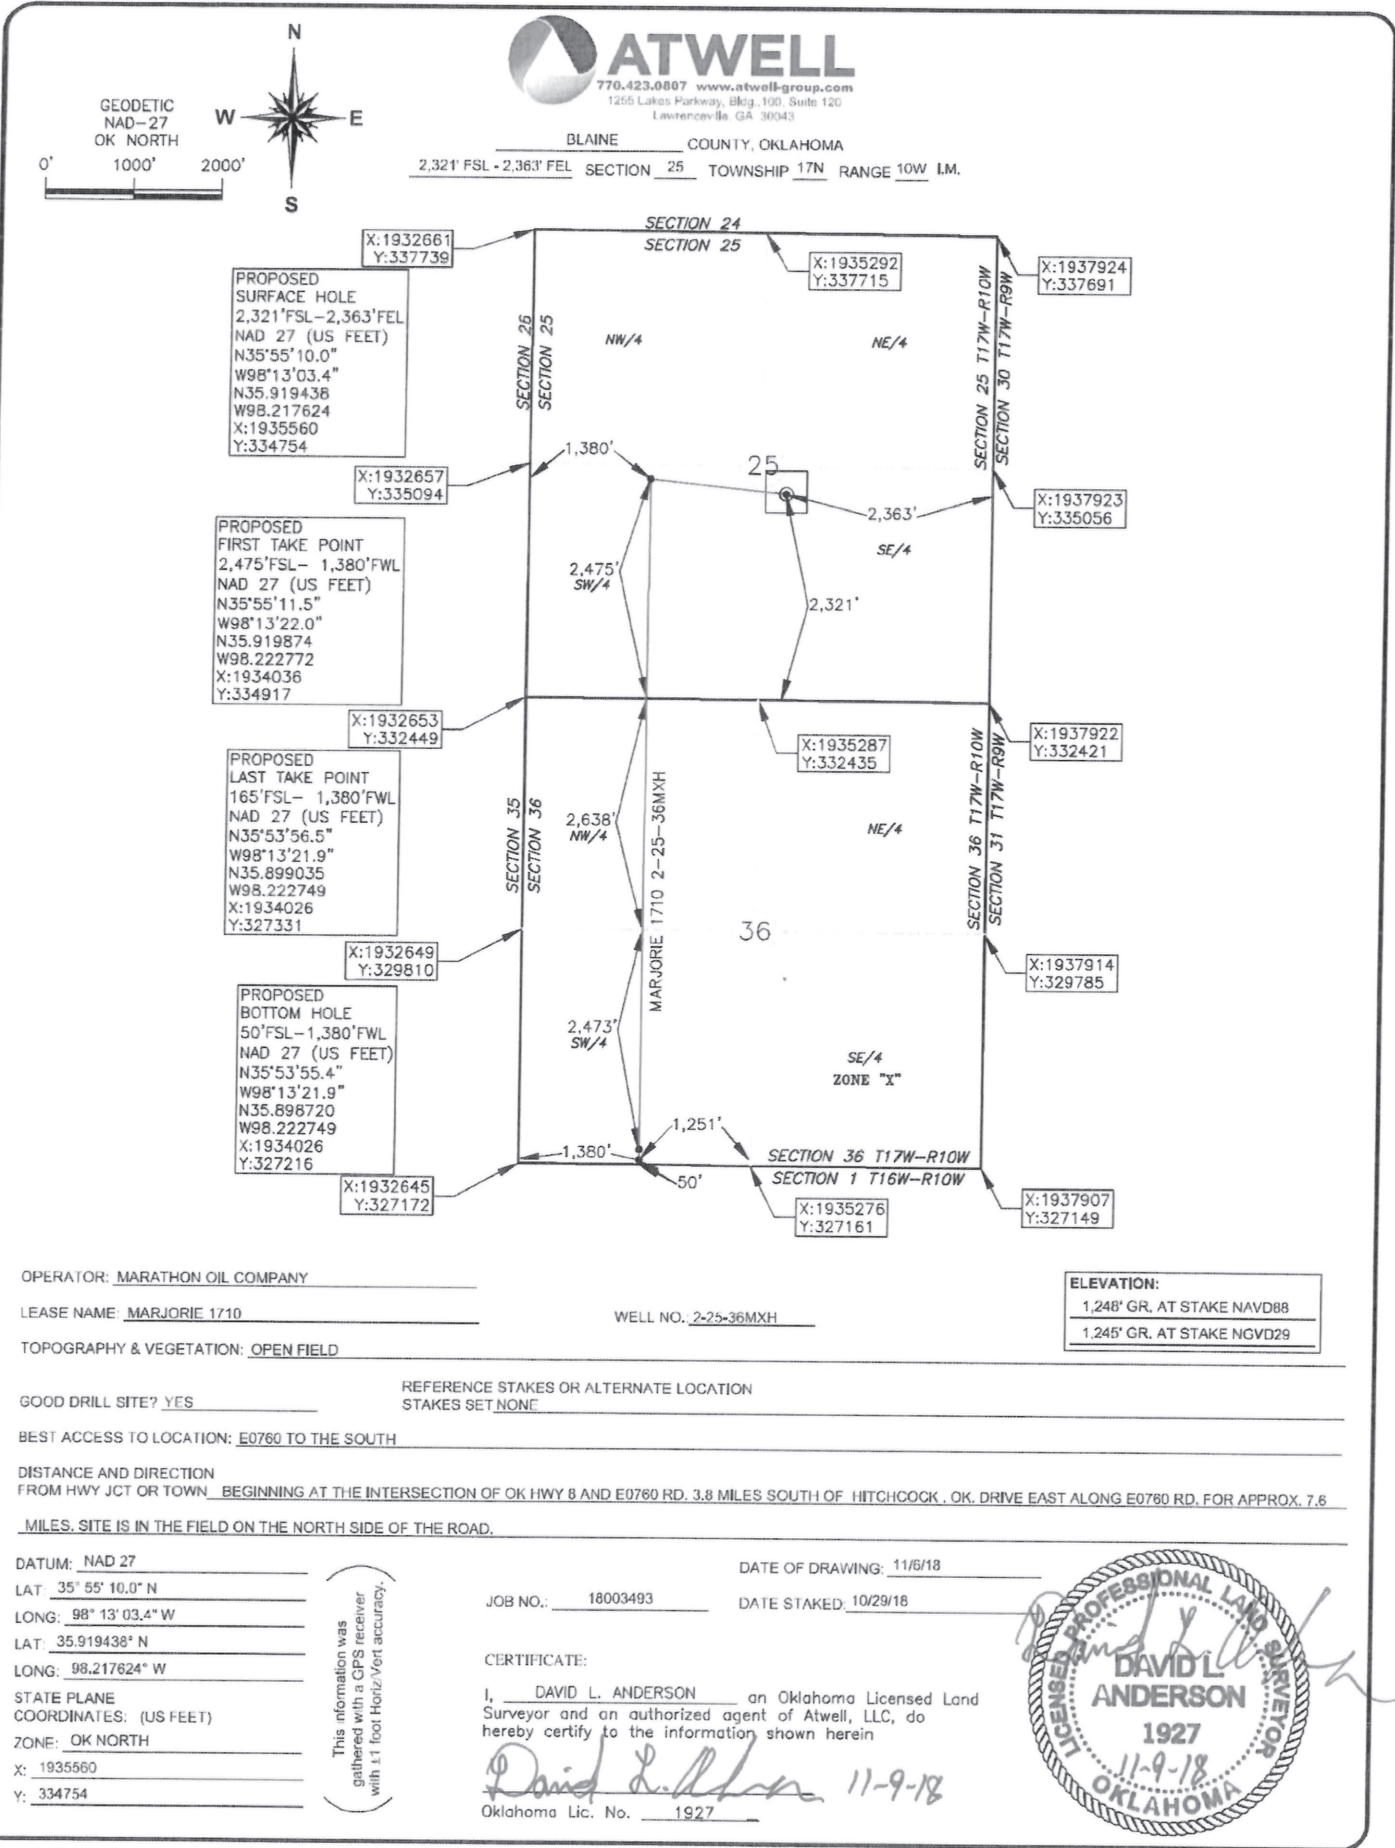 N
W
E
S
GEODETIC
NAD-27
OK NORTH
0' 1000' 2000'
ATWELL
770.423.0807 www.atwell-group.com
1255 Lakes Parkway, Bldg. 100, Suite 120
Lawrenceville, GA 30043
BLAINE COUNTY, OKLAHOMA
2,321' FSL - 2,363' FEL SECTION 25 TOWNSHIP 17N RANGE 10W I.M.
SECTION 24
SECTION 25
X:1932661
Y:337739
X:1935292
Y:337715
X:1937924
Y:337691
PROPOSED
SURFACE HOLE
2,321'FSL-2,363'FEL
NAD 27 (US FEET)
N35°55'10.0"
W98°13'03.4"
N35.919438
W98.217624
X:1935560
Y:334754
SECTION 26
SECTION 25
NW/4
NE/4
SECTION 25 T17W-R10W
SECTION 30 T17W-R9W
X:1932657
Y:335094
1,380'
25
2,363'
X:1937923
Y:335056
PROPOSED
FIRST TAKE POINT
2,475'FSL- 1,380'FWL
NAD 27 (US FEET)
N35°55'11.5"
W98°13'22.0"
N35.919874
W98.222772
X:1934036
Y:334917
2,475'
SW/4
SE/4
2,321'
X:1932653
Y:332449
X:1935287
Y:332435
X:1937922
Y:332421
PROPOSED
LAST TAKE POINT
165'FSL- 1,380'FWL
NAD 27 (US FEET)
N35°53'56.5"
W98°13'21.9"
N35.899035
W98.222749
X:1934026
Y:327331
SECTION 35
SECTION 36
2,638'
NW/4
MARJORIE 1710 2-25-36MXH
NE/4
SECTION 36 T17W-R10W
SECTION 31 T17W-R9W
X:1932649
Y:329810
36
X:1937914
Y:329785
PROPOSED
BOTTOM HOLE
50'FSL-1,380'FWL
NAD 27 (US FEET)
N35°53'55.4"
W98°13'21.9"
N35.898720
W98.222749
X:1934026
Y:327216
2,473'
SW/4
SE/4
ZONE "X"
1,251'
1,380'
50'
SECTION 36 T17W-R10W
SECTION 1 T16W-R10W
X:1932645
Y:327172
X:1935276
Y:327161
X:1937907
Y:327149
OPERATOR: MARATHON OIL COMPANY
LEASE NAME: MARJORIE 1710 WELL NO.: 2-25-36MXH
ELEVATION:
1,248' GR. AT STAKE NAVD88
1,245' GR. AT STAKE NGVD29
TOPOGRAPHY & VEGETATION: OPEN FIELD
GOOD DRILL SITE? YES
REFERENCE STAKES OR ALTERNATE LOCATION
STAKES SET NONE
BEST ACCESS TO LOCATION: E0760 TO THE SOUTH
DISTANCE AND DIRECTION
FROM HWY JCT OR TOWN BEGINNING AT THE INTERSECTION OF OK HWY 8 AND E0760 RD. 3.8 MILES SOUTH OF HITCHCOCK , OK. DRIVE EAST ALONG E0760 RD. FOR APPROX. 7.6
MILES. SITE IS IN THE FIELD ON THE NORTH SIDE OF THE ROAD.
DATUM: NAD 27
LAT: 35° 55' 10.0" N
LONG: 98° 13' 03.4" W
LAT: 35.919438° N
LONG: 98.217624° W
STATE PLANE
COORDINATES: (US FEET)
ZONE: OK NORTH
X: 1935560
Y: 334754
This information was
gathered with a GPS receiver
with ±1 foot Horiz/Vert accuracy.
JOB NO.: 18003493
DATE OF DRAWING: 11/6/18
DATE STAKED: 10/29/18
CERTIFICATE:
I, DAVID L. ANDERSON an Oklahoma Licensed Land
Surveyor and an authorized agent of Atwell, LLC, do
hereby certify to the information shown herein
David L. Anderson 11-9-18
Oklahoma Lic. No. 1927
LICENSED PROFESSIONAL LAND SURVEYOR
DAVID L.
ANDERSON
1927
11-9-18
OKLAHOMA